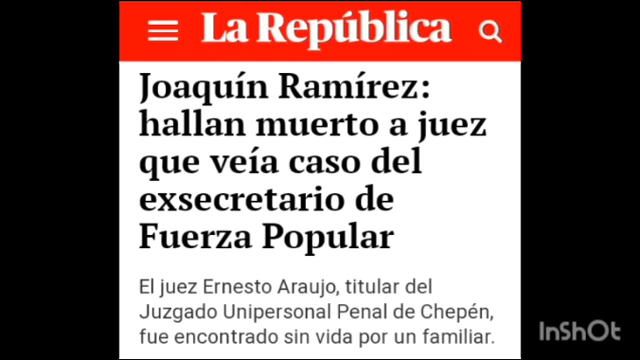 La República
Joaquín Ramírez:
hallan muerto a juez
que veía caso del
exsecretario de
Fuerza Popular
El juez Ernesto Araujo, titular del
Juzgado Unipersonal Penal de Chepén,
fue encontrado sin vida por un familiar.
InShOt